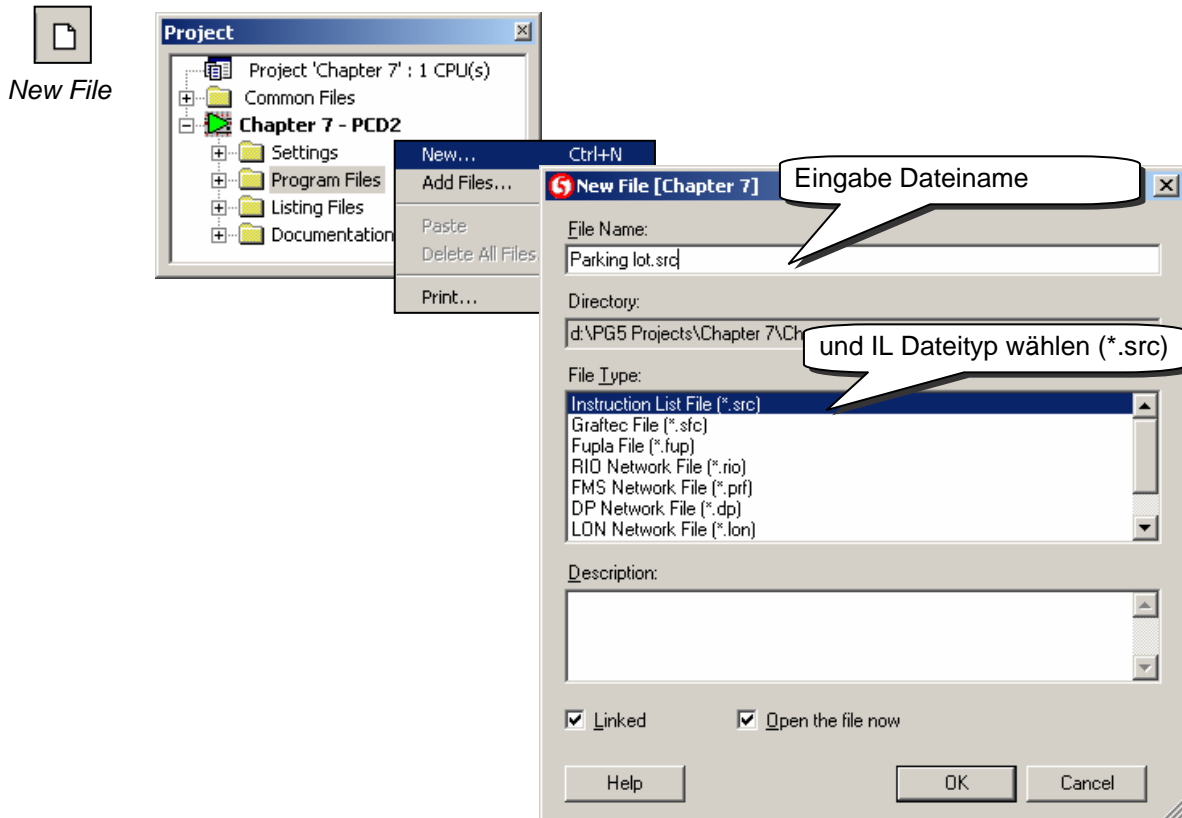 New File
Project
Project 'Chapter 7' : 1 CPU(s)
Common Files
Chapter 7 - PCD2
Settings
Program Files
Listing Files
Documentation
New... Ctrl+N
Add Files...
Paste
Delete All Files
Print...
New File [Chapter 7]
Eingabe Dateiname
File Name:
Parking lot.src
Directory:
d:\PG5 Projects\Chapter 7\Ch
und IL Dateityp wählen (*.src)
File Type:
Instruction List File (*.src)
Graftec File (*.sfc)
Fupla File (*.fup)
RIO Network File (*.rio)
FMS Network File (*.prf)
DP Network File (*.dp)
LON Network File (*.lon)
Description:
Linked
Open the file now
Help
OK
Cancel